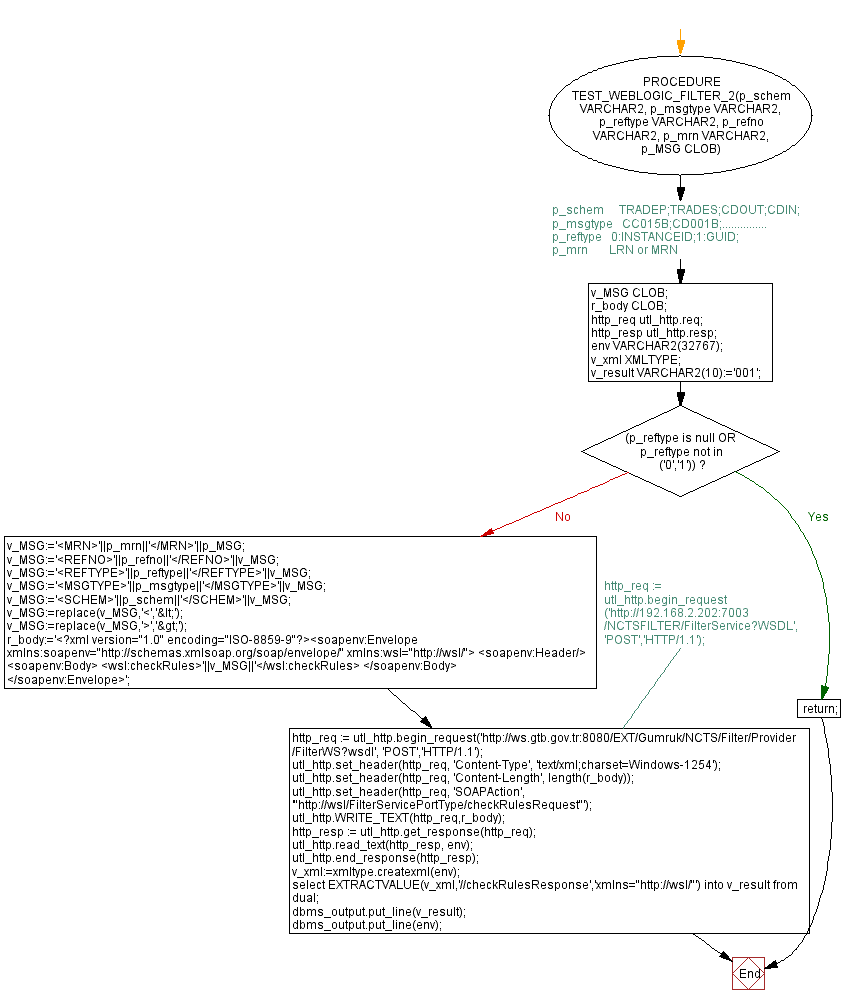 PROCEDURE
TEST_WEBLOGIC_FILTER_2(p_schem
VARCHAR2, p_msgtype VARCHAR2,
p_reftype VARCHAR2, p_refno
VARCHAR2, p_mrn VARCHAR2,
p_MSG CLOB)
p_schem TRADEP;TRADES;CDOUT;CDIN;
p_msgtype CC015B;CD001B;...............
p_reftype 0:INSTANCEID;1:GUID;
p_mrn LRN or MRN
v_MSG CLOB;
r_body CLOB;
http_req utl_http.req;
http_resp utl_http.resp;
env VARCHAR2(32767);
v_xml XMLTYPE;
v_result VARCHAR2(10):='001';
(p_reftype is null OR
p_reftype not in
('0','1')) ?
No
Yes
v_MSG:='<MRN>'||p_mrn||'</MRN>'||p_MSG;
v_MSG:='<REFNO>'||p_refno||'</REFNO>'||v_MSG;
v_MSG:='<REFTYPE>'||p_reftype||'</REFTYPE>'||v_MSG;
v_MSG:='<MSGTYPE>'||p_msgtype||'</MSGTYPE>'||v_MSG;
v_MSG:='<SCHEM>'||p_schem||'</SCHEM>'||v_MSG;
v_MSG:=replace(v_MSG,'<','&lt;');
v_MSG:=replace(v_MSG,'>','&gt;');
r_body:='<?xml version="1.0" encoding="ISO-8859-9"?><soapenv:Envelope
xmlns:soapenv="http://schemas.xmlsoap.org/soap/envelope/" xmlns:wsl="http://wsl/"> <soapenv:Header/>
<soapenv:Body> <wsl:checkRules>'||v_MSG||'</wsl:checkRules> </soapenv:Body>
</soapenv:Envelope>';
http_req :=
utl_http.begin_request
('http://192.168.2.202:7003
/NCTSFILTER/FilterService?WSDL',
'POST','HTTP/1.1');
return;
http_req := utl_http.begin_request('http://ws.gtb.gov.tr:8080/EXT/Gumruk/NCTS/Filter/Provider
/FilterWS?wsdl', 'POST','HTTP/1.1');
utl_http.set_header(http_req, 'Content-Type', 'text/xml;charset=Windows-1254');
utl_http.set_header(http_req, 'Content-Length', length(r_body));
utl_http.set_header(http_req, 'SOAPAction',
'"http://wsl/FilterServicePortType/checkRulesRequest"');
utl_http.WRITE_TEXT(http_req,r_body);
http_resp := utl_http.get_response(http_req);
utl_http.read_text(http_resp, env);
utl_http.end_response(http_resp);
v_xml:=xmltype.createxml(env);
select EXTRACTVALUE(v_xml,'//checkRulesResponse','xmlns="http://wsl/"') into v_result from
dual;
dbms_output.put_line(v_result);
dbms_output.put_line(env);
End